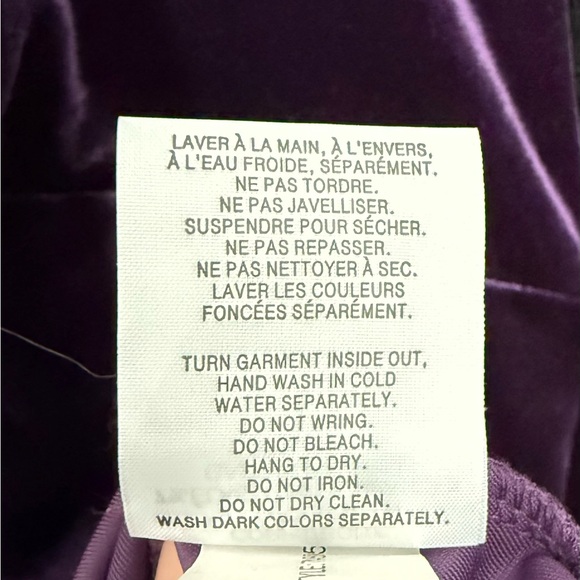 LAVER À LA MAIN, À L'ENVERS,
À L'EAU FROIDE, SÉPARÉMENT.
NE PAS TORDRE.
NE PAS JAVELLISER.
SUSPENDRE POUR SÉCHER.
NE PAS REPASSER.
NE PAS NETTOYER À SEC.
LAVER LES COULEURS
FONCÉES SÉPARÉMENT.
TURN GARMENT INSIDE OUT,
HAND WASH IN COLD
WATER SEPARATELY.
DO NOT WRING.
DO NOT BLEACH.
HANG TO DRY.
DO NOT IRON.
DO NOT DRY CLEAN.
WASH DARK COLORS SEPARATELY.